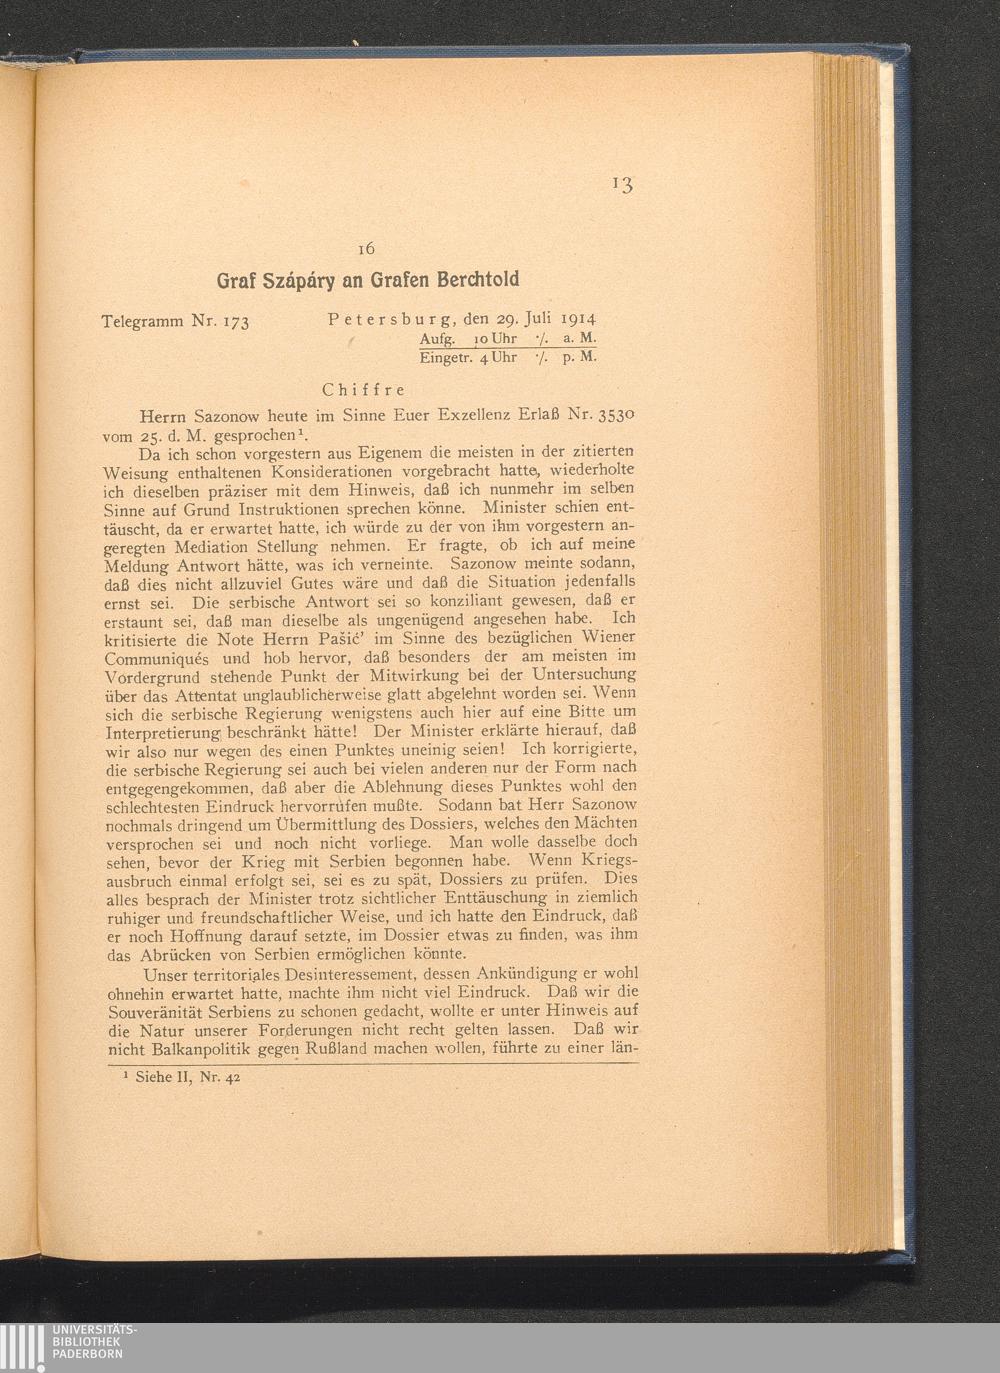 13
16
Graf Szápáry an Grafen Berchtold
Telegramm Nr. 173 Petersburg, den 29. Juli 1914
Aufg. 10 Uhr ·/. a. M.
Eingetr. 4 Uhr ·/. p. M.
Chiffre
Herrn Sazonow heute im Sinne Euer Exzellenz Erlaß Nr. 3530
vom 25. d. M. gesprochen¹.
Da ich schon vorgestern aus Eigenem die meisten in der zitierten
Weisung enthaltenen Konsiderationen vorgebracht hatte, wiederholte
ich dieselben präziser mit dem Hinweis, daß ich nunmehr im selben
Sinne auf Grund Instruktionen sprechen könne. Minister schien ent-
täuscht, da er erwartet hatte, ich würde zu der von ihm vorgestern an-
geregten Mediation Stellung nehmen. Er fragte, ob ich auf meine
Meldung Antwort hätte, was ich verneinte. Sazonow meinte sodann,
daß dies nicht allzuviel Gutes wäre und daß die Situation jedenfalls
ernst sei. Die serbische Antwort sei so konziliant gewesen, daß er
erstaunt sei, daß man dieselbe als ungenügend angesehen habe. Ich
kritisierte die Note Herrn Pašić' im Sinne des bezüglichen Wiener
Communiqués und hob hervor, daß besonders der am meisten im
Vordergrund stehende Punkt der Mitwirkung bei der Untersuchung
über das Attentat unglaublicherweise glatt abgelehnt worden sei. Wenn
sich die serbische Regierung wenigstens auch hier auf eine Bitte um
Interpretierung beschränkt hätte! Der Minister erklärte hierauf, daß
wir also nur wegen des einen Punktes uneinig seien! Ich korrigierte,
die serbische Regierung sei auch bei vielen anderen nur der Form nach
entgegengekommen, daß aber die Ablehnung dieses Punktes wohl den
schlechtesten Eindruck hervorrufen mußte. Sodann bat Herr Sazonow
nochmals dringend um Übermittlung des Dossiers, welches den Mächten
versprochen sei und noch nicht vorliege. Man wolle dasselbe doch
sehen, bevor der Krieg mit Serbien begonnen habe. Wenn Kriegs-
ausbruch einmal erfolgt sei, sei es zu spät, Dossiers zu prüfen. Dies
alles besprach der Minister trotz sichtlicher Enttäuschung in ziemlich
ruhiger und freundschaftlicher Weise, und ich hatte den Eindruck, daß
er noch Hoffnung darauf setzte, im Dossier etwas zu finden, was ihm
das Abrücken von Serbien ermöglichen könnte.
Unser territoriales Desinteressement, dessen Ankündigung er wohl
ohnehin erwartet hatte, machte ihm nicht viel Eindruck. Daß wir die
Souveränität Serbiens zu schonen gedacht, wollte er unter Hinweis auf
die Natur unserer Forderungen nicht recht gelten lassen. Daß wir
nicht Balkanpolitik gegen Rußland machen wollen, führte zu einer län-
¹ Siehe II, Nr. 42
UNIVERSITÄTS-
BIBLIOTHEK
PADERBORN